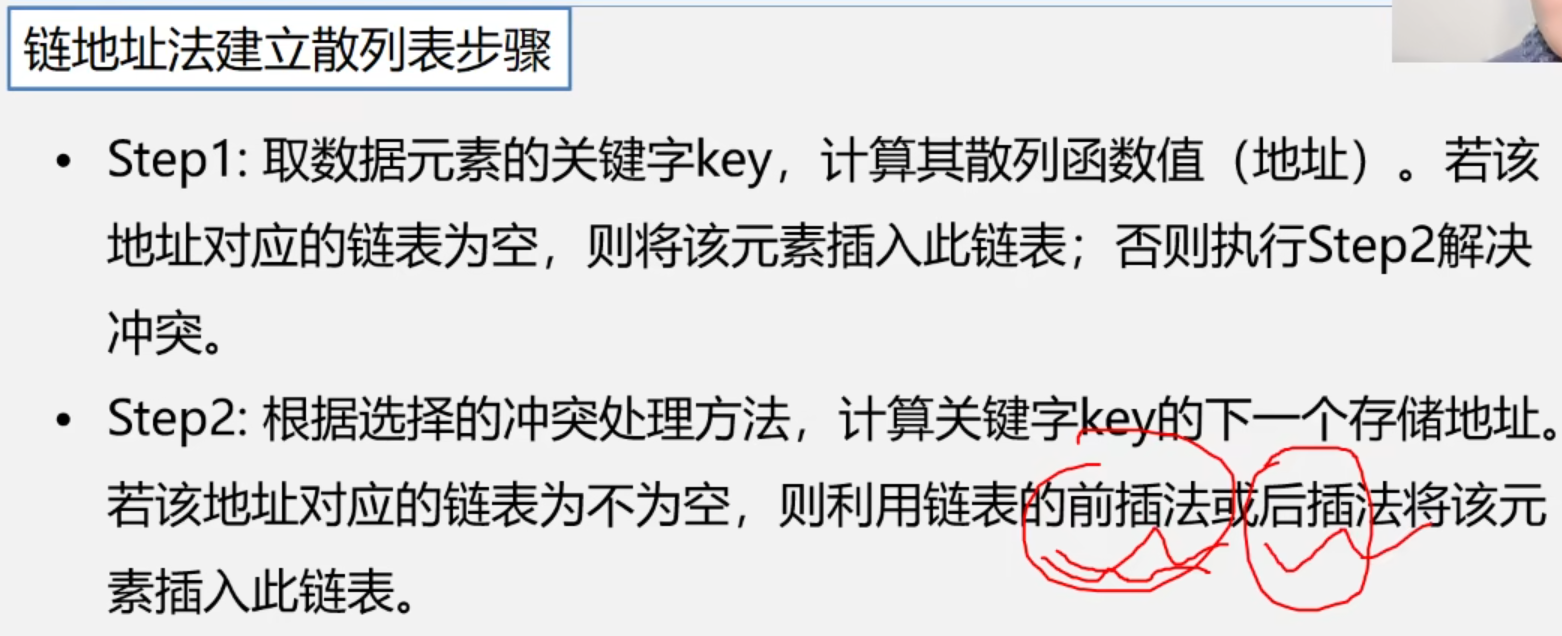 链地址法建立散列表步骤
• Step1: 取数据元素的关键字key，计算其散列函数值（地址）。若该
地址对应的链表为空，则将该元素插入此链表；否则执行Step2解决
冲突。
• Step2: 根据选择的冲突处理方法，计算关键字key的下一个存储地址。
若该地址对应的链表为不为空，则利用链表的前插法或后插法将该元
素插入此链表。